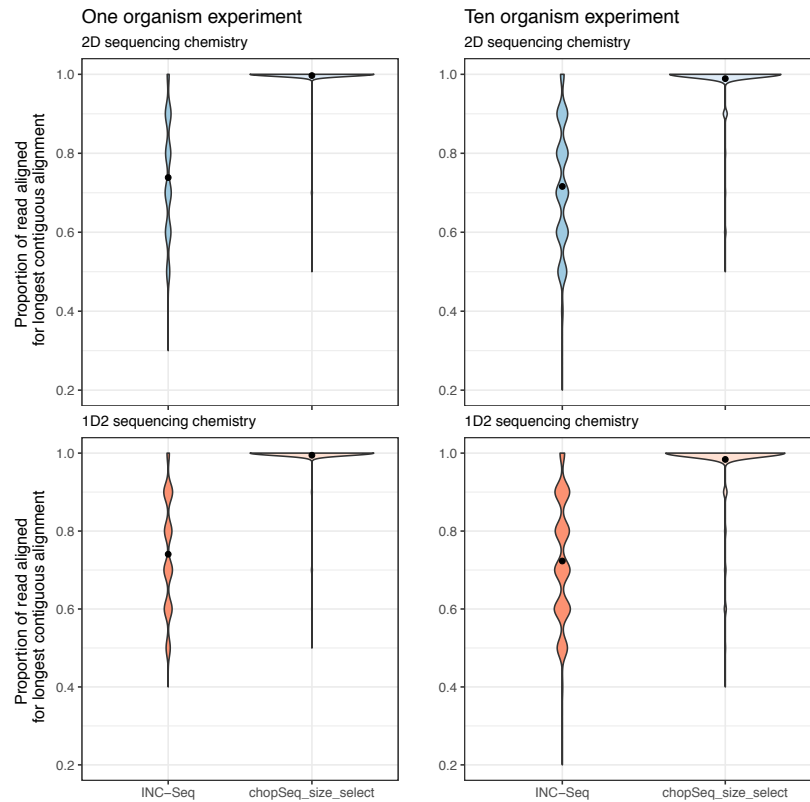 One organism experiment
2D sequencing chemistry
Proportion of read aligned
for longest contiguous alignment
1.0
0.8
0.6
0.4
0.2
Ten organism experiment
2D sequencing chemistry
1.0
0.8
0.6
0.4
0.2
1D2 sequencing chemistry
Proportion of read aligned
for longest contiguous alignment
1.0
0.8
0.6
0.4
0.2
INC−Seq
chopSeq_size_select
1D2 sequencing chemistry
1.0
0.8
0.6
0.4
0.2
INC−Seq
chopSeq_size_select